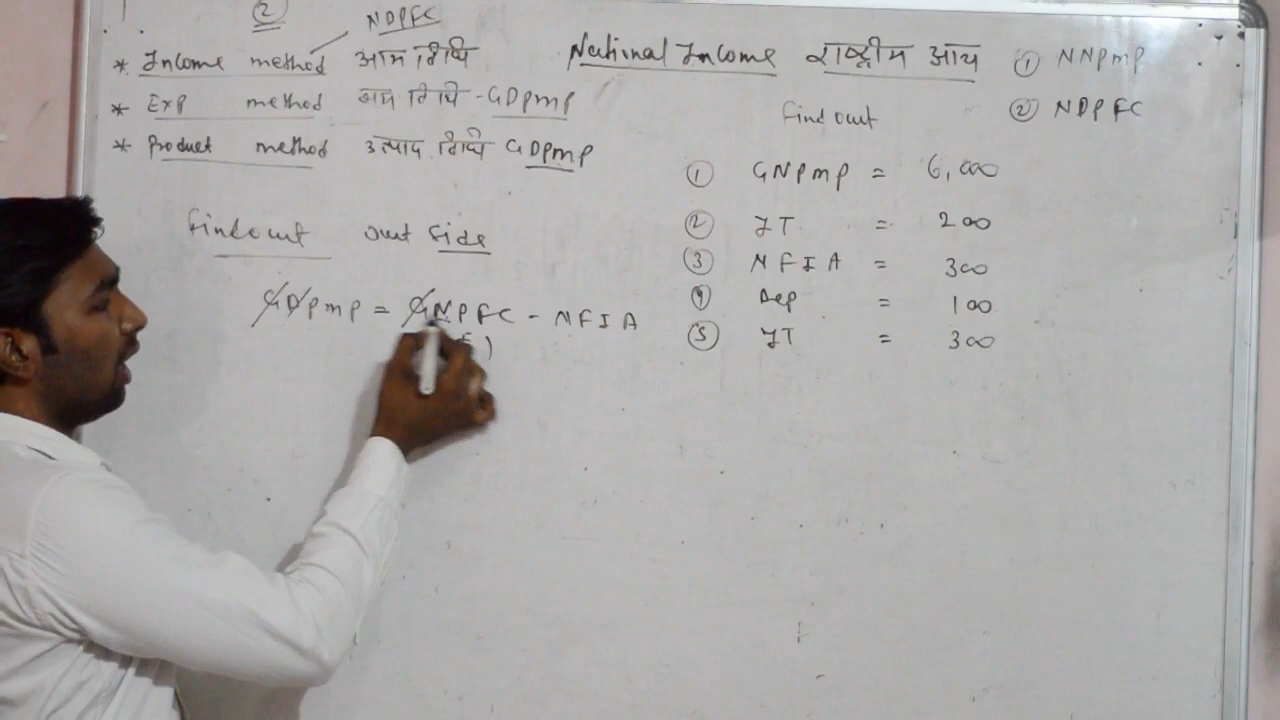 ②
NDPFC
* Income method आय विधि
* Exp method व्यय विधि - GDPmp
* Product method उत्पाद विधि GDpmp
National Income राष्ट्रीय आय
① NNPmp
② NDPFC
Find out
① GNPmp = 6,000
② IT = 200
③ NFIA = 300
④ Dep = 100
⑤ IT = 300
Findout out Side
GDPmp = GNPFC - NFIA
)